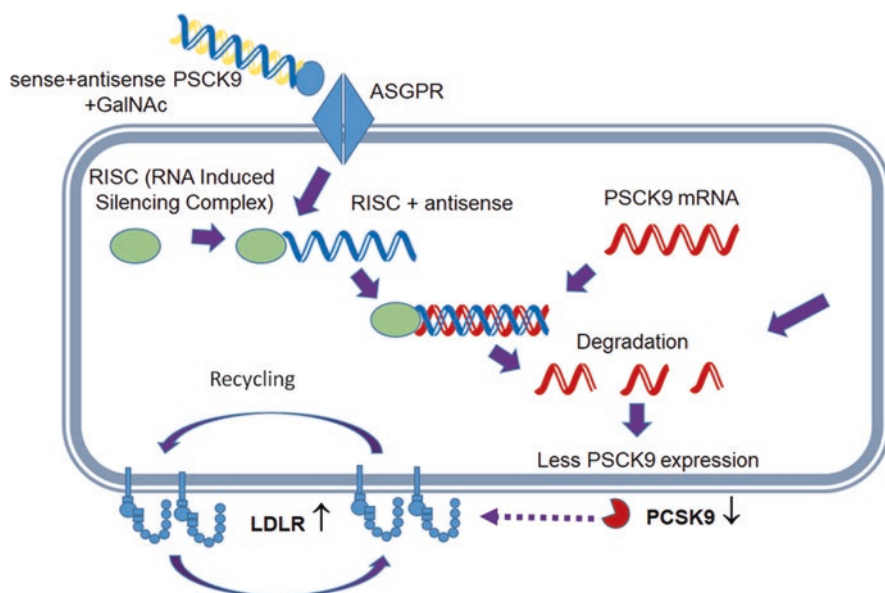 sense+antisense PSCK9
+GalNAc
ASGPR
RISC (RNA Induced
Silencing Complex)
RISC + antisense
PSCK9 mRNA
Degradation
Recycling
Less PSCK9 expression
LDLR ↑
PCSK9 ↓